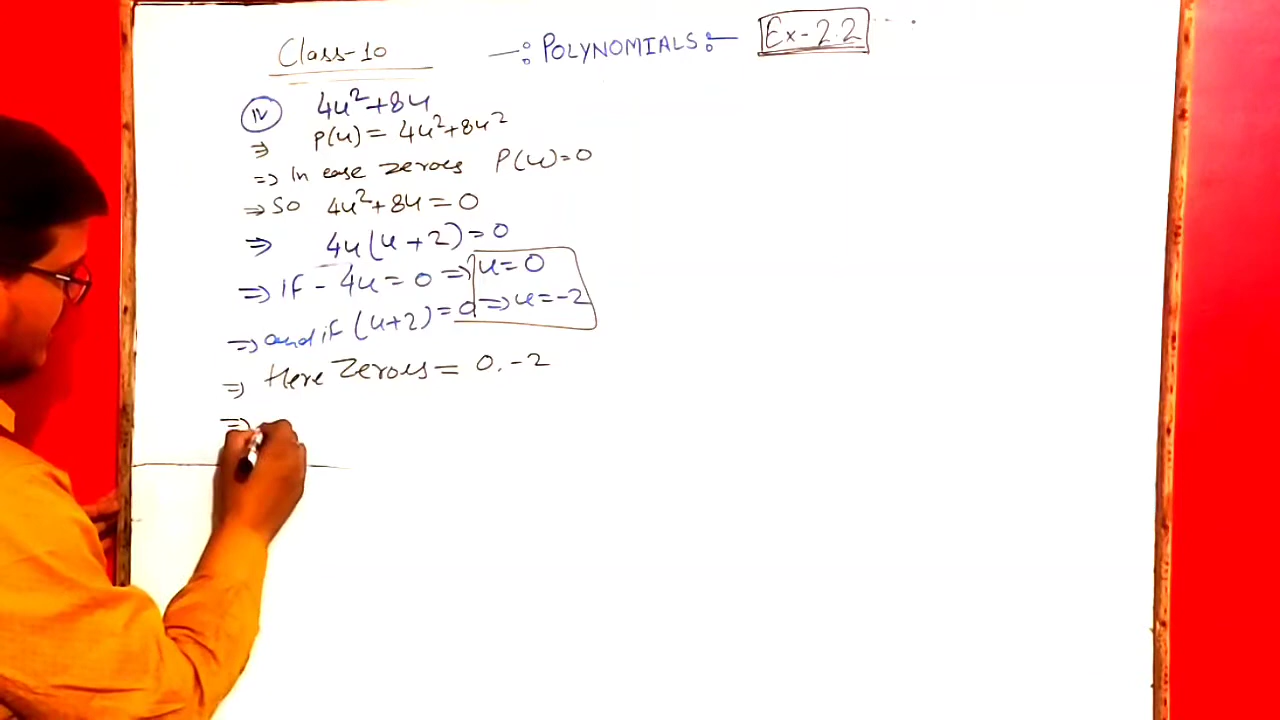 Class-10 —:POLYNOMIALS:— Ex-2.2
iv 4u²+8u
⇒ P(u) = 4u²+8u²
⇒ In case zeroes P(u)=0
⇒ So 4u²+8u = 0
⇒ 4u(u+2)=0
⇒ if - 4u = 0 ⇒ u=0
⇒ and if (u+2) = 0 ⇒ u=-2
⇒ Here Zeroes = 0.-2
⇒